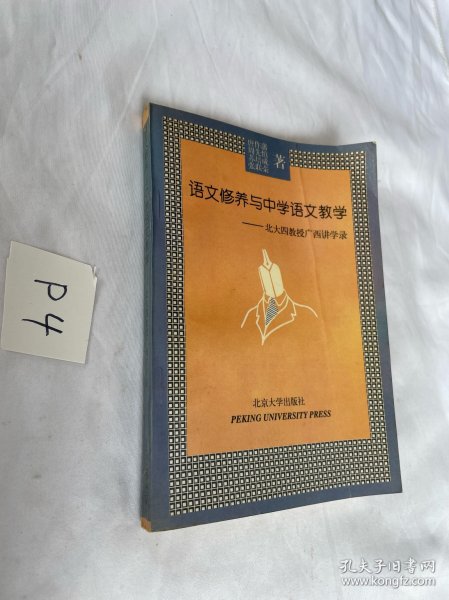 著
语文修养与中学语文教学
——北大四教授广西讲学录
北京大学出版社
PEKING UNIVERSITY PRESS
P4
孔夫子旧书网
www.kongfz.com